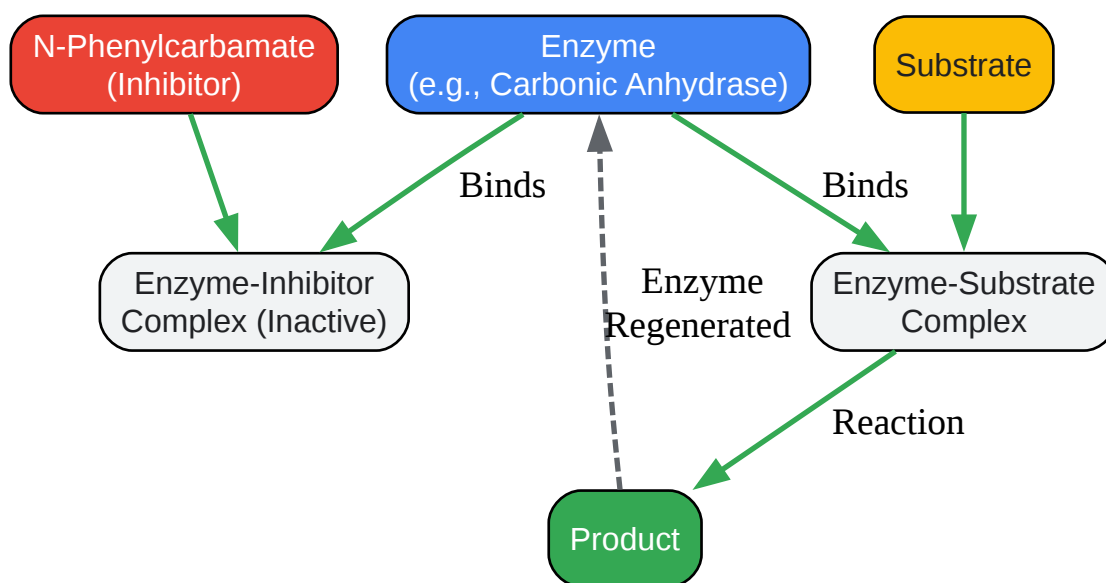 N-Phenylcarbamate
(Inhibitor)
Enzyme
(e.g., Carbonic Anhydrase)
Substrate
Binds
Binds
Enzyme-Inhibitor
Complex (Inactive)
Enzyme
Regenerated
Enzyme-Substrate
Complex
Reaction
Product